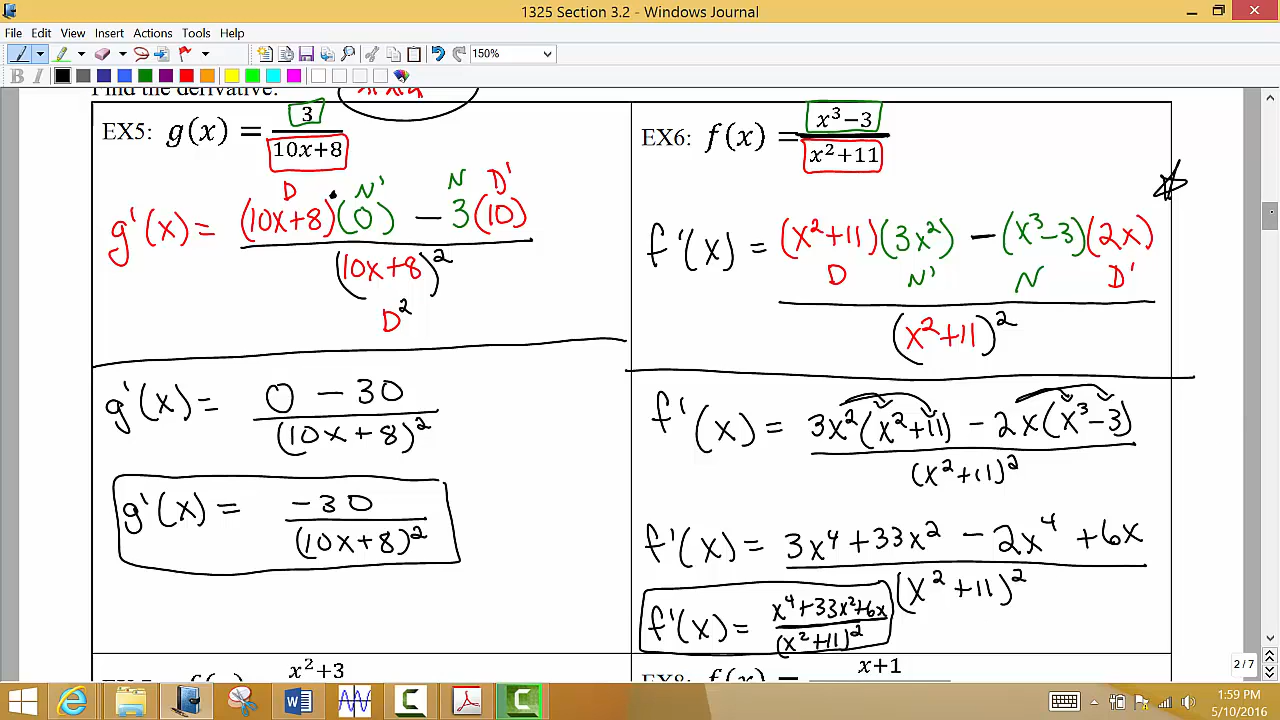 1325 Section 3.2 - Windows Journal
File Edit View Insert Actions Tools Help
150%
B I
Find the derivative.
EX5: g(x) = 3/(10x+8)
D N' N D'
g'(x) = ((10x+8)(0) − 3(10))/(10x+8)²
D²
g'(x) = (0 − 30)/(10x+8)²
g'(x) = −30/(10x+8)²
x²+3
EX6: f(x) = (x³−3)/(x²+11)
f'(x) = ((x²+11)(3x²) − (x³−3)(2x))/(x²+11)²
D N' N D'
f'(x) = (3x²(x²+11) − 2x(x³−3))/(x²+11)²
f'(x) = (3x⁴+33x² − 2x⁴+6x)/(x²+11)²
f'(x) = (x⁴+33x²+6x)/(x²+11)²
EX8: f(x) = x+1
2/7
1:59 PM
5/10/2016